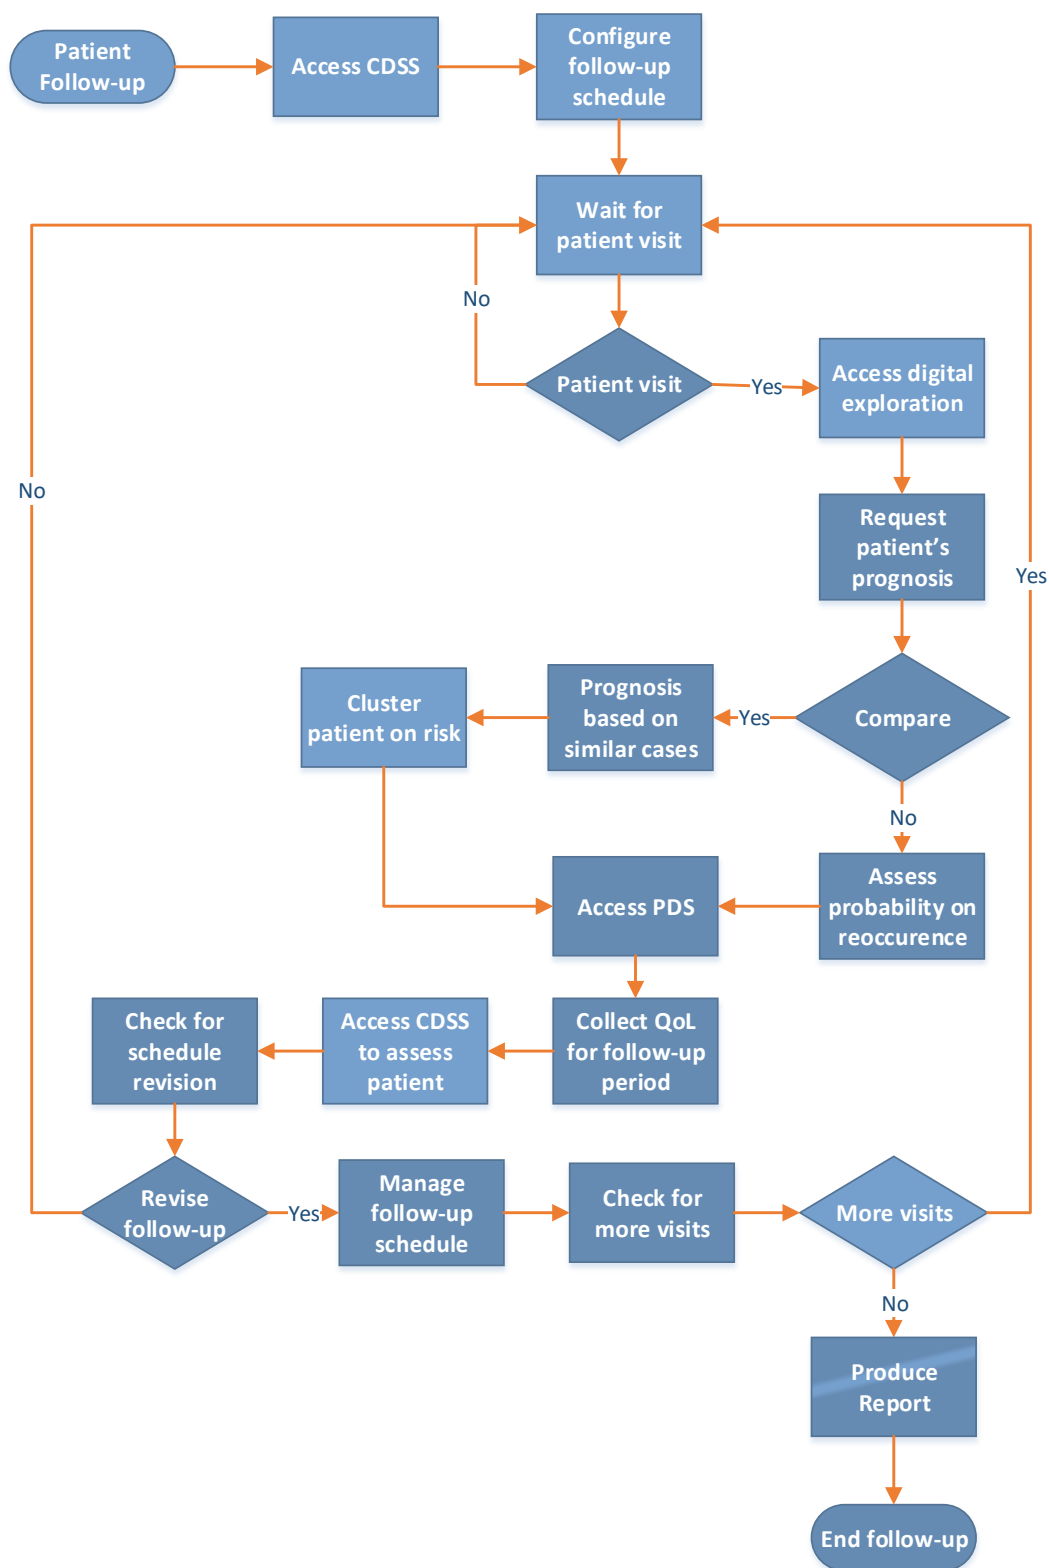 Patient
Follow-up
Access CDSS
Configure
follow-up
schedule
Wait for
patient visit
No
Patient visit
Yes
Access digital
exploration
No
Request
patient's
prognosis
Yes
Cluster
patient on risk
Prognosis
based on
similar cases
Yes
Compare
No
Access PDS
Assess
probability on
reoccurence
Check for
schedule
revision
Access CDSS
to assess
patient
Collect QoL
for follow-up
period
Revise
follow-up
Yes
Manage
follow-up
schedule
Check for
more visits
More visits
No
Produce
Report
End follow-up